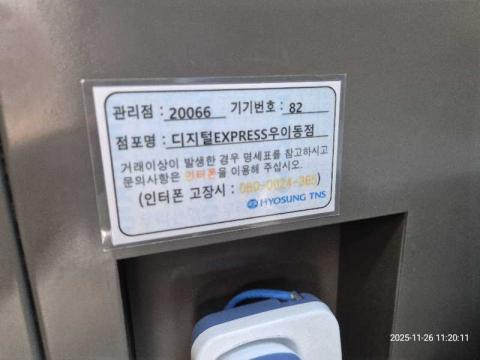 관리점 : 20066 기기번호 : 82
점포명 : 디지털EXPRESS우이동점
거래이상이 발생한 경우 명세표를 참고하시고
문의사항은 인터폰을 이용해 주십시오.
(인터폰 고장시 : 080-0824-365)
HYOSUNG TNS
2025-11-26 11:20:11